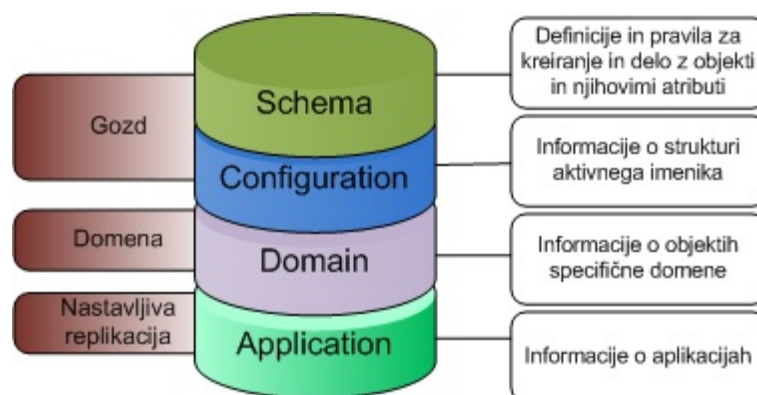 Gozd
Domena
Nastavljiva
replikacija
Schema
Configuration
Domain
Application
Definicije in pravila za
kreiranje in delo z objekti
in njihovimi atributi
Informacije o strukturi
aktivnega imenika
Informacije o objektih
specifične domene
Informacije o aplikacijah